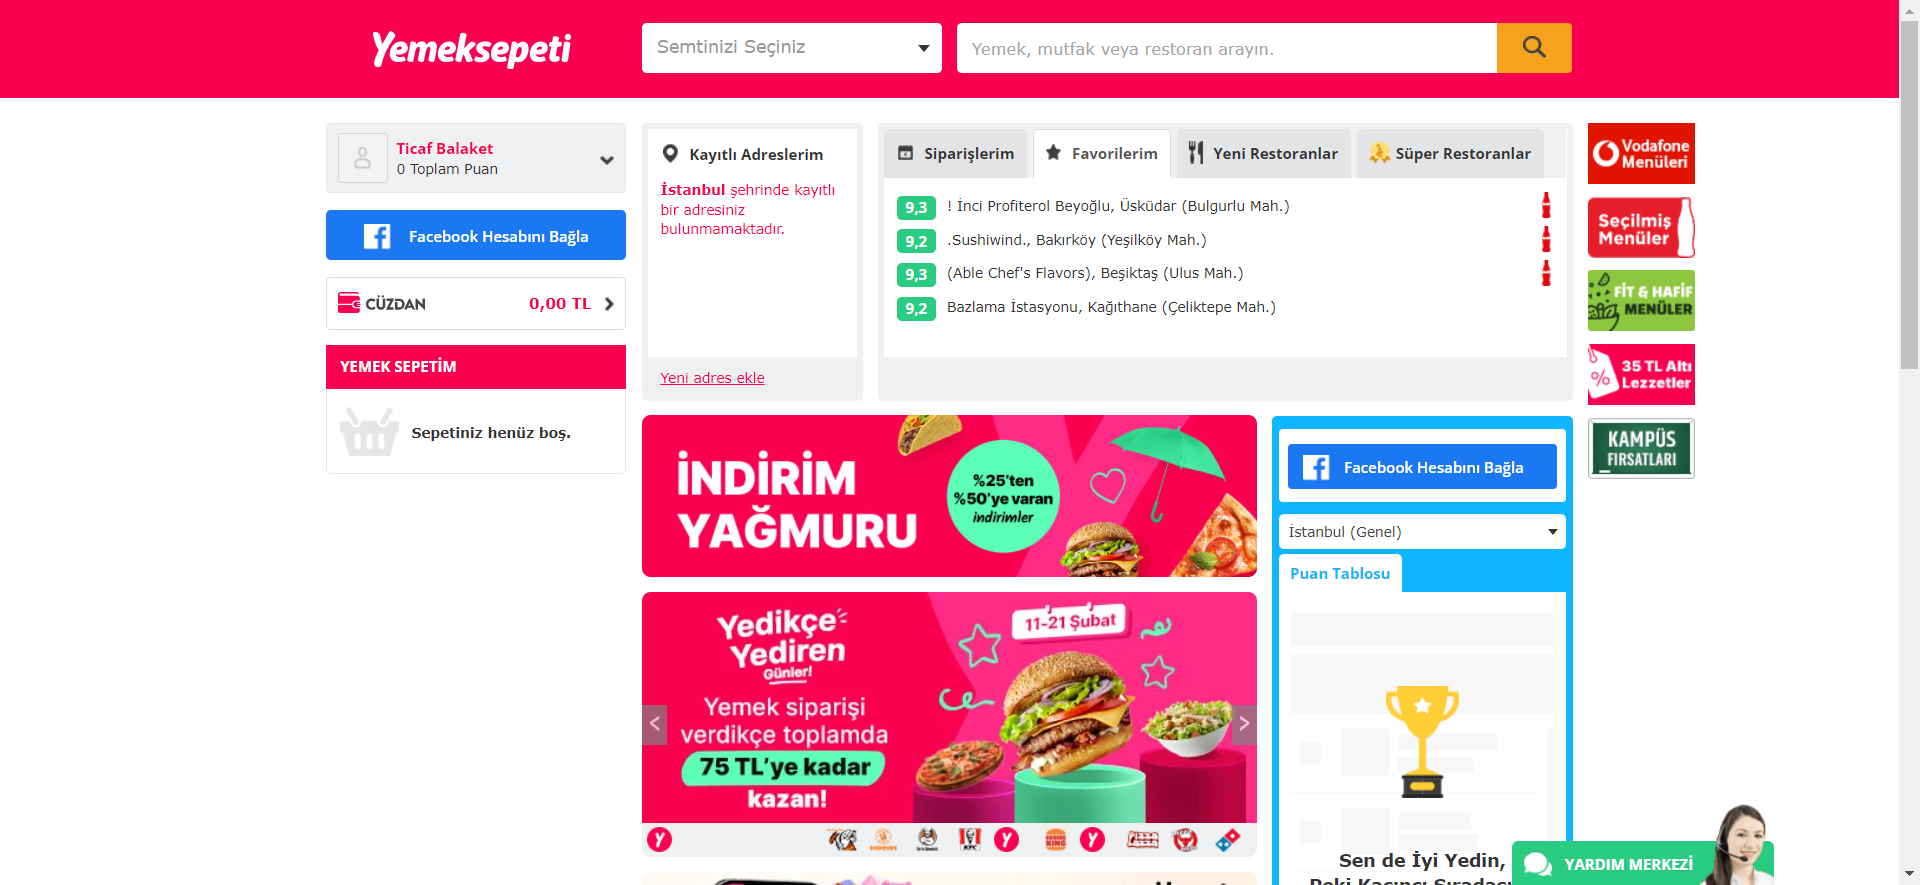 Yemeksepeti
Semtinizi Seçiniz
Yemek, mutfak veya restoran arayın.
Ticaf Balaket
0 Toplam Puan
Facebook Hesabını Bağla
CÜZDAN
0,00 TL
YEMEK SEPETİM
Sepetiniz henüz boş.
Kayıtlı Adreslerim
İstanbul şehrinde kayıtlı
bir adresiniz
bulunmamaktadır.
Yeni adres ekle
Siparişlerim
Favorilerim
Yeni Restoranlar
Süper Restoranlar
9,3 ! İnci Profiterol Beyoğlu, Üsküdar (Bulgurlu Mah.)
9,2 .Sushiwind., Bakırköy (Yeşilköy Mah.)
9,3 (Able Chef's Flavors), Beşiktaş (Ulus Mah.)
9,2 Bazlama İstasyonu, Kağıthane (Çeliktepe Mah.)
Vodafone
Menüleri
Seçilmiş
Menüler
FİT & HAFİF
MENÜLER
35 TL Altı
Lezzetler
%
KAMPÜS
FIRSATLARI
İNDİRİM
YAĞMURU
%25'ten
%50'ye varan
indirimler
Yedikçe
Yediren
Günler!
11-21 Şubat
Yemek siparişi
verdikçe toplamda
75 TL'ye kadar
kazan!
<
>
Y
KFC
Y
BURGER
KING
Y
PIZZA
PIZZA
Facebook Hesabını Bağla
İstanbul (Genel)
Puan Tablosu
Sen de İyi Yedin,
YARDIM MERKEZİ